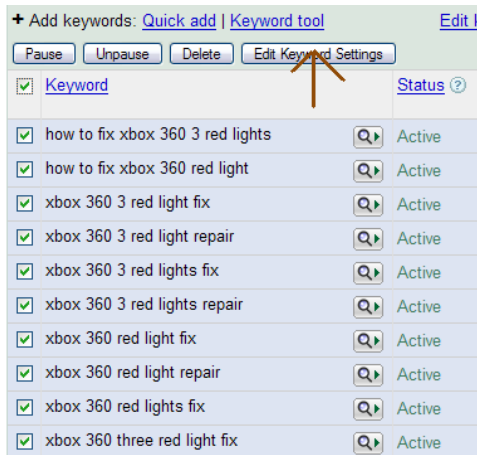 + Add keywords: Quick add | Keyword tool Edit
Pause Unpause Delete Edit Keyword Settings
Keyword Status ?
how to fix xbox 360 3 red lights Active
how to fix xbox 360 red light Active
xbox 360 3 red light fix Active
xbox 360 3 red light repair Active
xbox 360 3 red lights fix Active
xbox 360 3 red lights repair Active
xbox 360 red light fix Active
xbox 360 red light repair Active
xbox 360 red lights fix Active
xbox 360 three red light fix Active